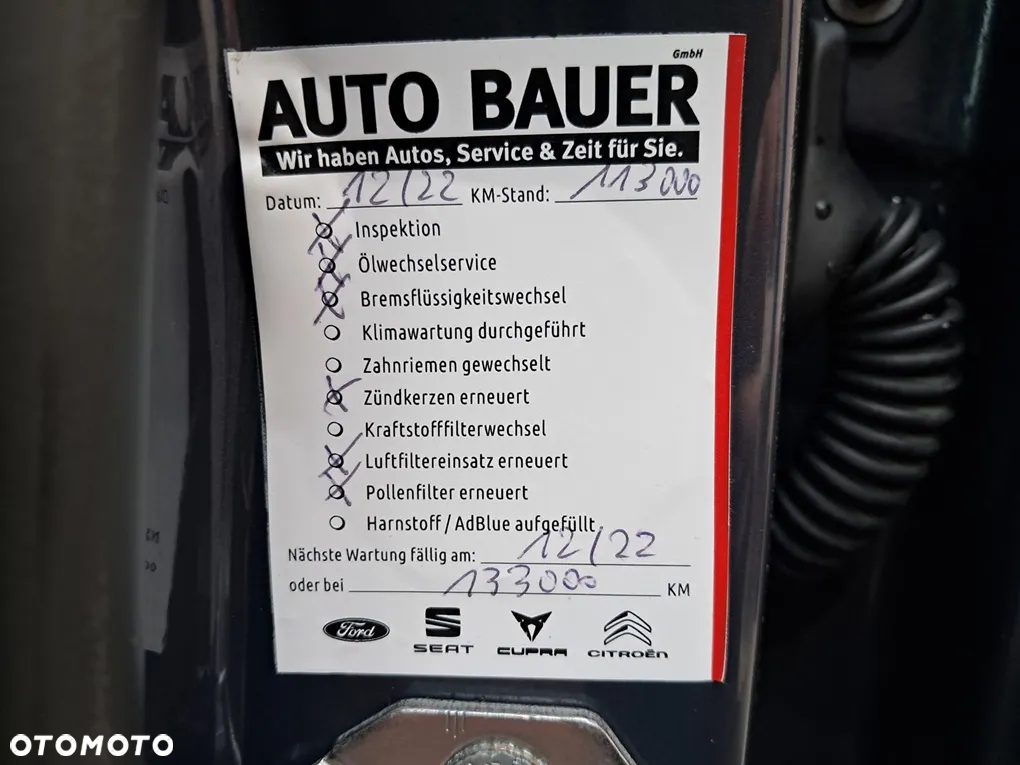 GmbH
AUTO BAUER
Wir haben Autos, Service & Zeit für Sie.
Datum: 12/22 KM-Stand: 113000
Inspektion
Ölwechselservice
Bremsflüssigkeitswechsel
Klimawartung durchgeführt
Zahnriemen gewechselt
Zündkerzen erneuert
Kraftstofffilterwechsel
Luftfiltereinsatz erneuert
Pollenfilter erneuert
Harnstoff / AdBlue aufgefüllt
Nächste Wartung fällig am: 12/22
oder bei 133000 KM
Ford SEAT CUPRA CITROËN
OTOMOTO